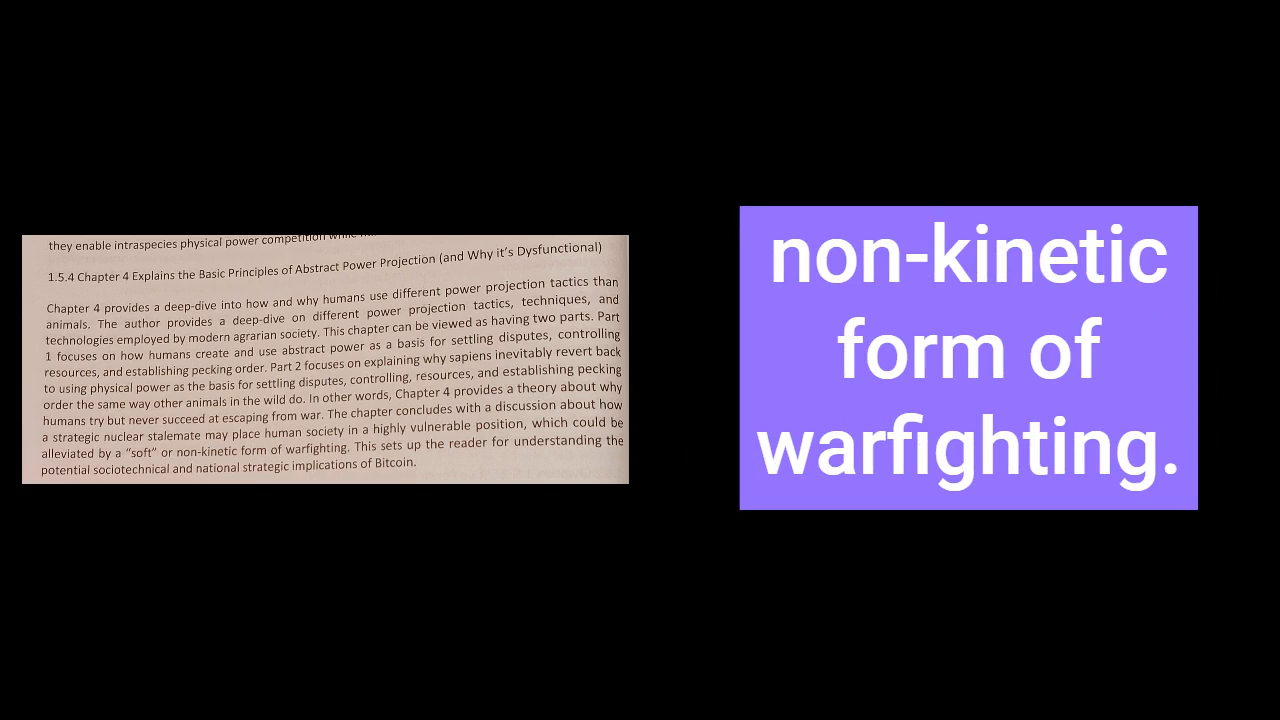 they enable intraspecies physical power competition while
1.5.4 Chapter 4 Explains the Basic Principles of Abstract Power Projection (and Why it's Dysfunctional)
Chapter 4 provides a deep-dive into how and why humans use different power projection tactics than
animals. The author provides a deep-dive on different power projection tactics, techniques, and
technologies employed by modern agrarian society. This chapter can be viewed as having two parts. Part
1 focuses on how humans create and use abstract power as a basis for settling disputes, controlling
resources, and establishing pecking order. Part 2 focuses on explaining why sapiens inevitably revert back
to using physical power as the basis for settling disputes, controlling, resources, and establishing pecking
order the same way other animals in the wild do. In other words, Chapter 4 provides a theory about why
humans try but never succeed at escaping from war. The chapter concludes with a discussion about how
a strategic nuclear stalemate may place human society in a highly vulnerable position, which could be
alleviated by a “soft” or non-kinetic form of warfighting. This sets up the reader for understanding the
potential sociotechnical and national strategic implications of Bitcoin.
non-kinetic
form of
warfighting.